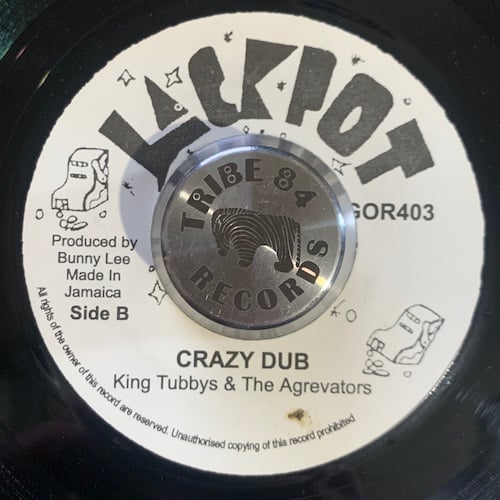 JACKPOT
TRIBE 84
RECORDS
GOR403
Produced by
Bunny Lee
Made In
Jamaica
Side B
CRAZY DUB
King Tubbys & The Agrevators
All rights of the owner of this record are reserved. Unauthorised copying of this record prohibited